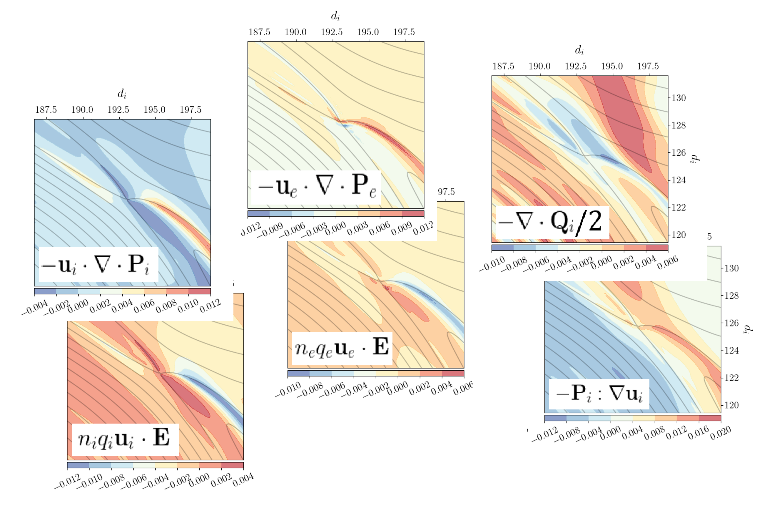 d_i
187.5 190.0 192.5 195.0 197.5
−u_e · ∇ · P_e
0.012 −0.009 −0.006 −0.003 0.000 0.003 0.006 0.009 0.012
d_i
187.5 190.0 192.5 195.0 197.5
130
128
126
d_i
124
122
120
−∇ · Q_i/2
−0.010 −0.008 −0.006 −0.004 −0.002 0.000 0.002 0.004 0.006
d_i
187.5 190.0 192.5 195.0 197.5
−u_i · ∇ · P_i
−0.004 −0.002 0.000 0.002 0.004 0.006 0.008 0.010 0.012
97.5
n_e q_e u_e · E
−0.010 −0.008 −0.006 −0.004 −0.002 0.000 0.002 0.004 0.006
5
130
128
126
d_i
124
122
120
−P_i : ∇u_i
−0.012 −0.008 −0.004 0.000 0.004 0.008 0.012 0.016 0.020
n_i q_i u_i · E
−0.012 −0.010 −0.008 −0.006 −0.004 −0.002 0.000 0.002 0.004